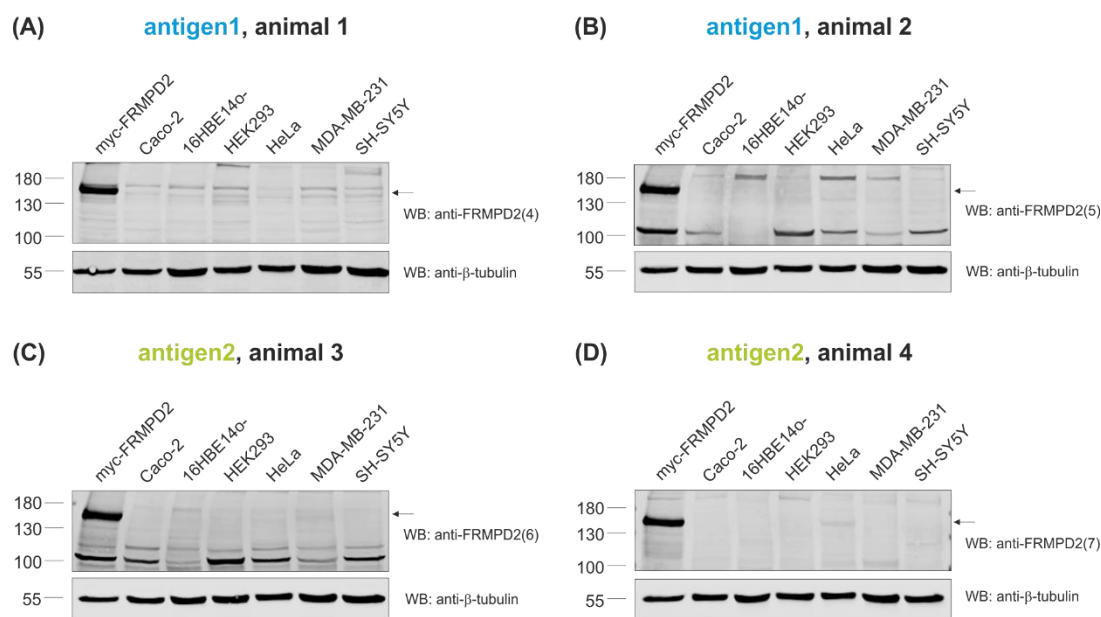 (A) antigen1, animal 1
myc-FRMPD2 Caco-2 16HBE14o- HEK293 HeLa MDA-MB-231 SH-SY5Y
180
130
100
WB: anti-FRMPD2(4)
55 WB: anti-β-tubulin
(B) antigen1, animal 2
myc-FRMPD2 Caco-2 16HBE14o- HEK293 HeLa MDA-MB-231 SH-SY5Y
180
130
100
WB: anti-FRMPD2(5)
55 WB: anti-β-tubulin
(C) antigen2, animal 3
myc-FRMPD2 Caco-2 16HBE14o- HEK293 HeLa MDA-MB-231 SH-SY5Y
180
130
100
WB: anti-FRMPD2(6)
55 WB: anti-β-tubulin
(D) antigen2, animal 4
myc-FRMPD2 Caco-2 16HBE14o- HEK293 HeLa MDA-MB-231 SH-SY5Y
180
130
100
WB: anti-FRMPD2(7)
55 WB: anti-β-tubulin